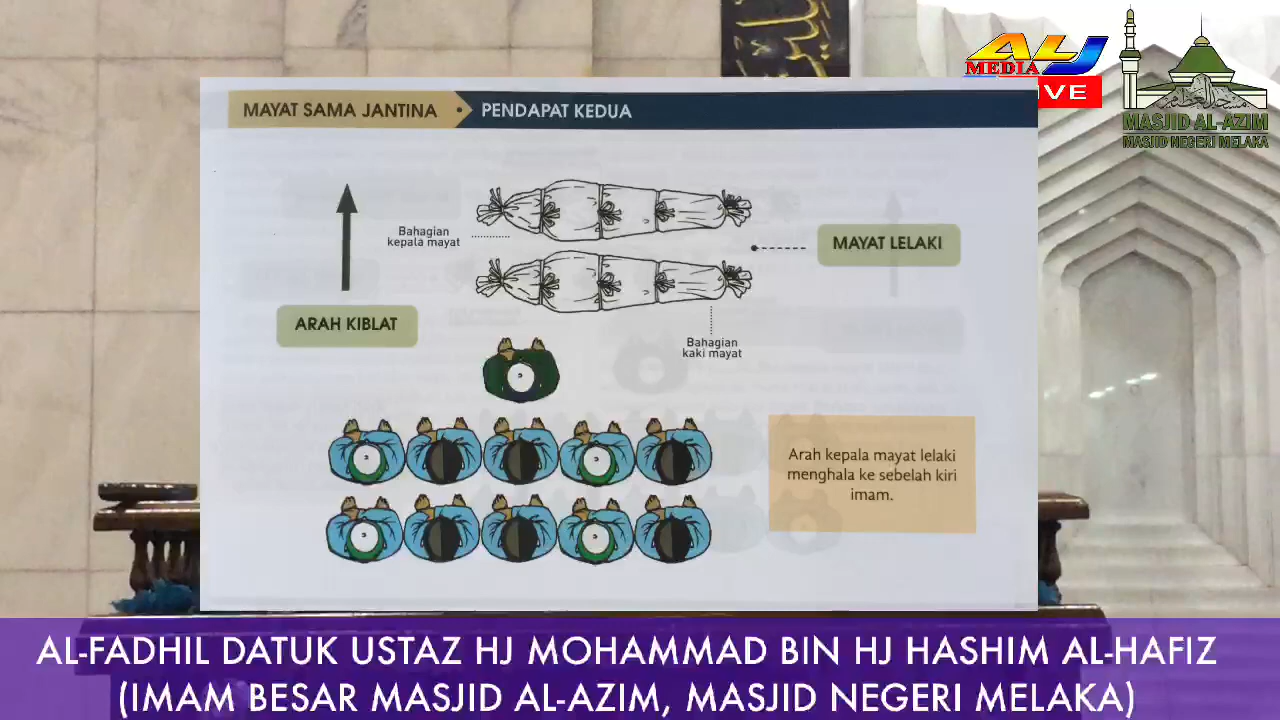 AYJ
MEDIA
VE
MASJID AL-AZIM
MASJID NEGERI MELAKA
MAYAT SAMA JANTINA
PENDAPAT KEDUA
Bahagian
kepala mayat
MAYAT LELAKI
ARAH KIBLAT
Bahagian
kaki mayat
Arah kepala mayat lelaki
menghala ke sebelah kiri
imam.
AL-FADHIL DATUK USTAZ HJ MOHAMMAD BIN HJ HASHIM AL-HAFIZ
(IMAM BESAR MASJID AL-AZIM, MASJID NEGERI MELAKA)